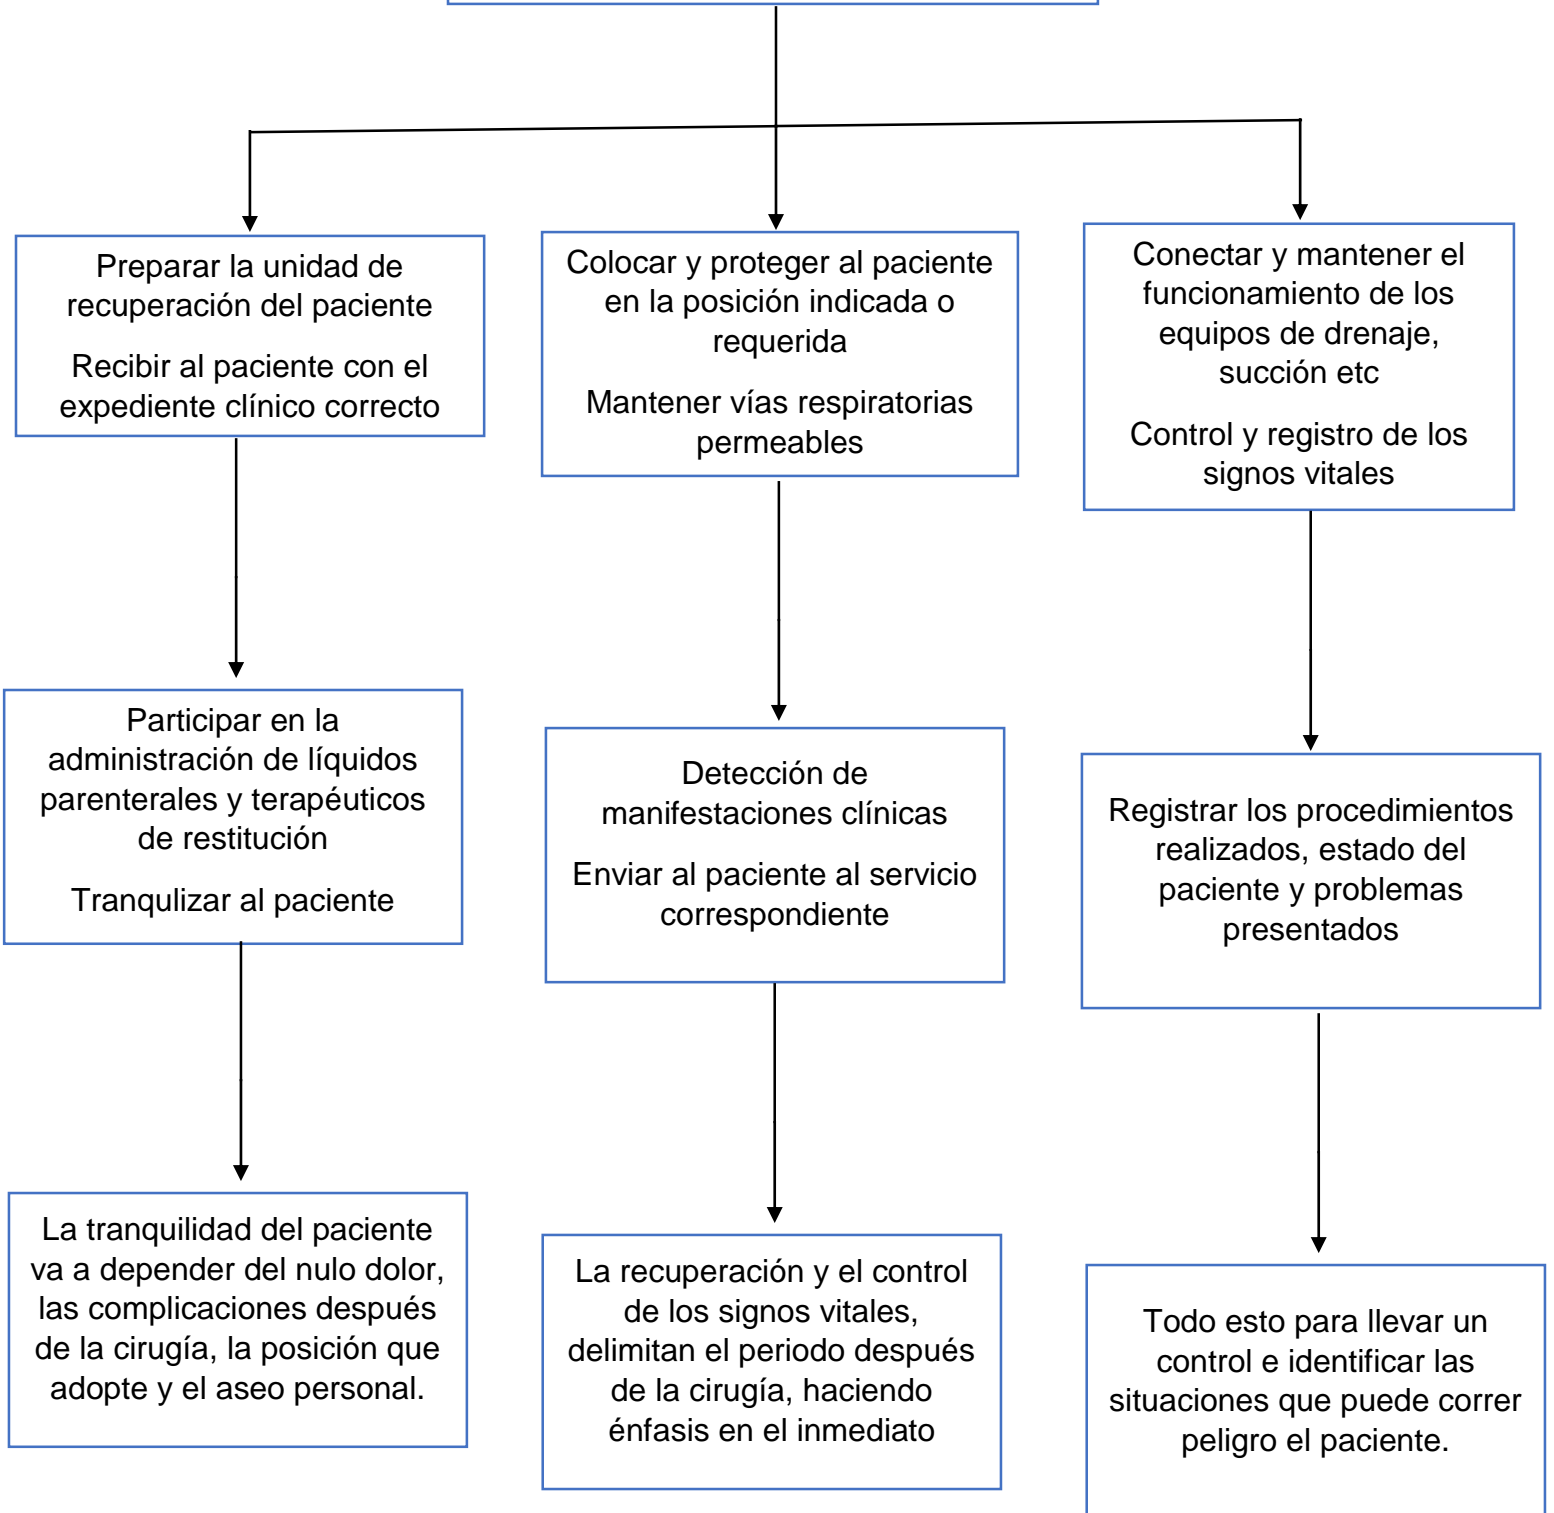 Preparar la unidad de
recuperación del paciente
Recibir al paciente con el
expediente clínico correcto
Colocar y proteger al paciente
en la posición indicada o
requerida
Mantener vías respiratorias
permeables
Conectar y mantener el
funcionamiento de los
equipos de drenaje,
succión etc
Control y registro de los
signos vitales
Participar en la
administración de líquidos
parenterales y terapéuticos
de restitución
Tranqulizar al paciente
Detección de
manifestaciones clínicas
Enviar al paciente al servicio
correspondiente
Registrar los procedimientos
realizados, estado del
paciente y problemas
presentados
La tranquilidad del paciente
va a depender del nulo dolor,
las complicaciones después
de la cirugía, la posición que
adopte y el aseo personal.
La recuperación y el control
de los signos vitales,
delimitan el periodo después
de la cirugía, haciendo
énfasis en el inmediato
Todo esto para llevar un
control e identificar las
situaciones que puede correr
peligro el paciente.